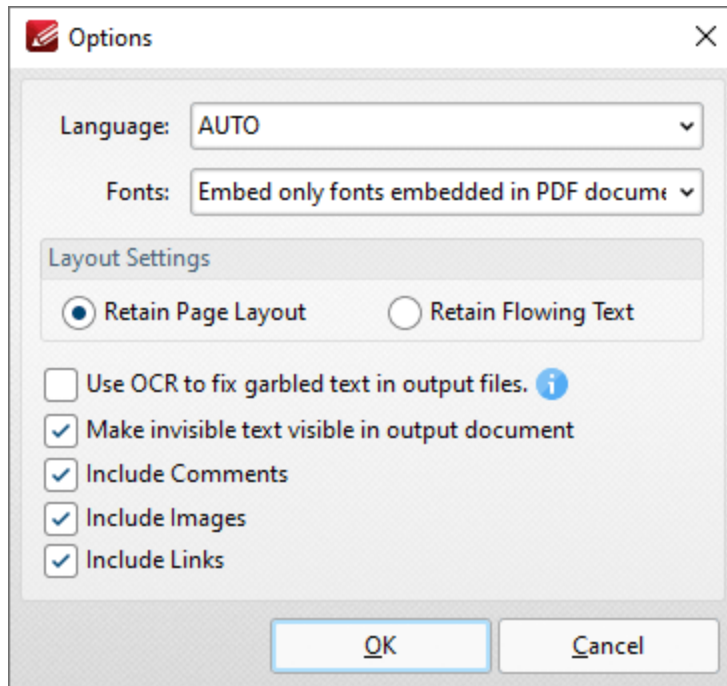 Options
Language: AUTO
Fonts: Embed only fonts embedded in PDF docume
Layout Settings
Retain Page Layout Retain Flowing Text
Use OCR to fix garbled text in output files. i
Make invisible text visible in output document
Include Comments
Include Images
Include Links
OK Cancel